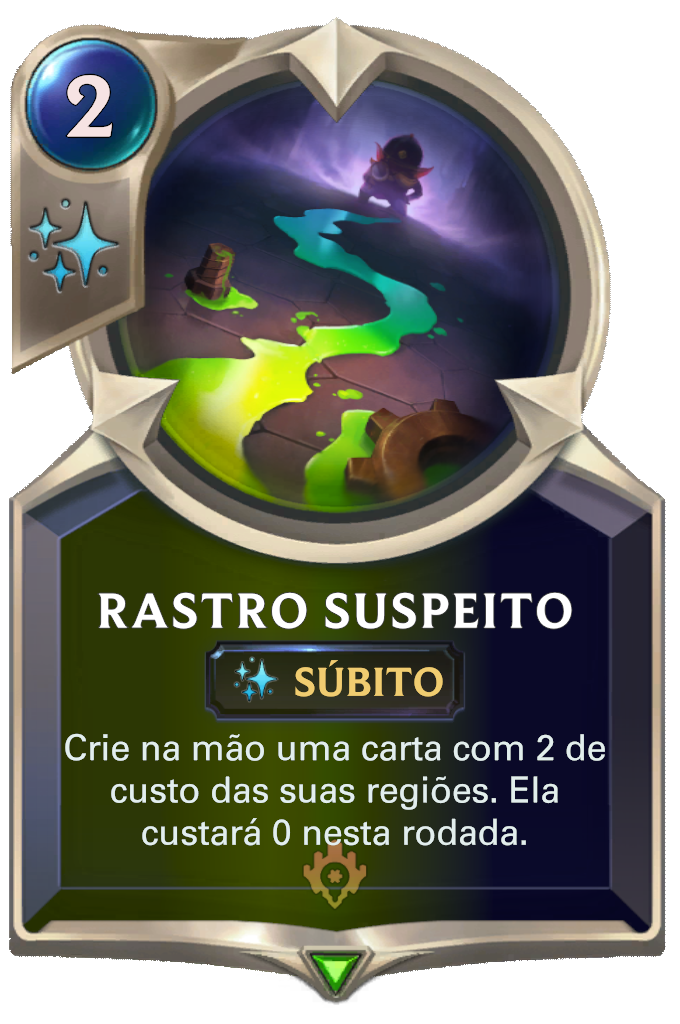 2
RASTRO SUSPEITO
SÚBITO
Crie na mão uma carta com 2 de
custo das suas regiões. Ela
custará 0 nesta rodada.